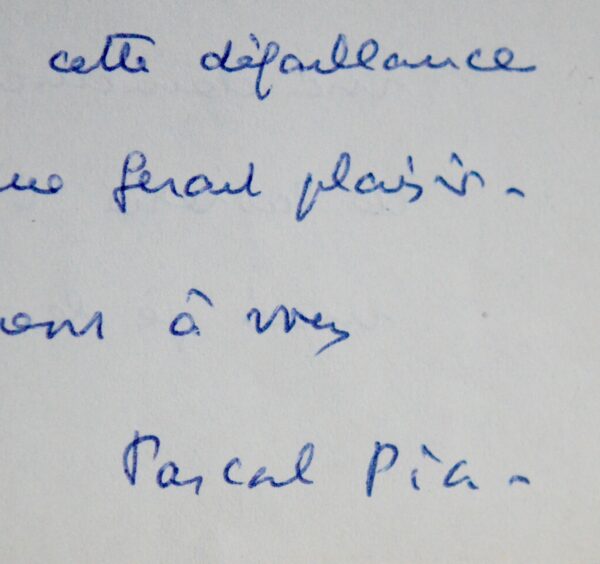 cette défaillance
me ferait plaisir.
à vous
Pascal Pia.